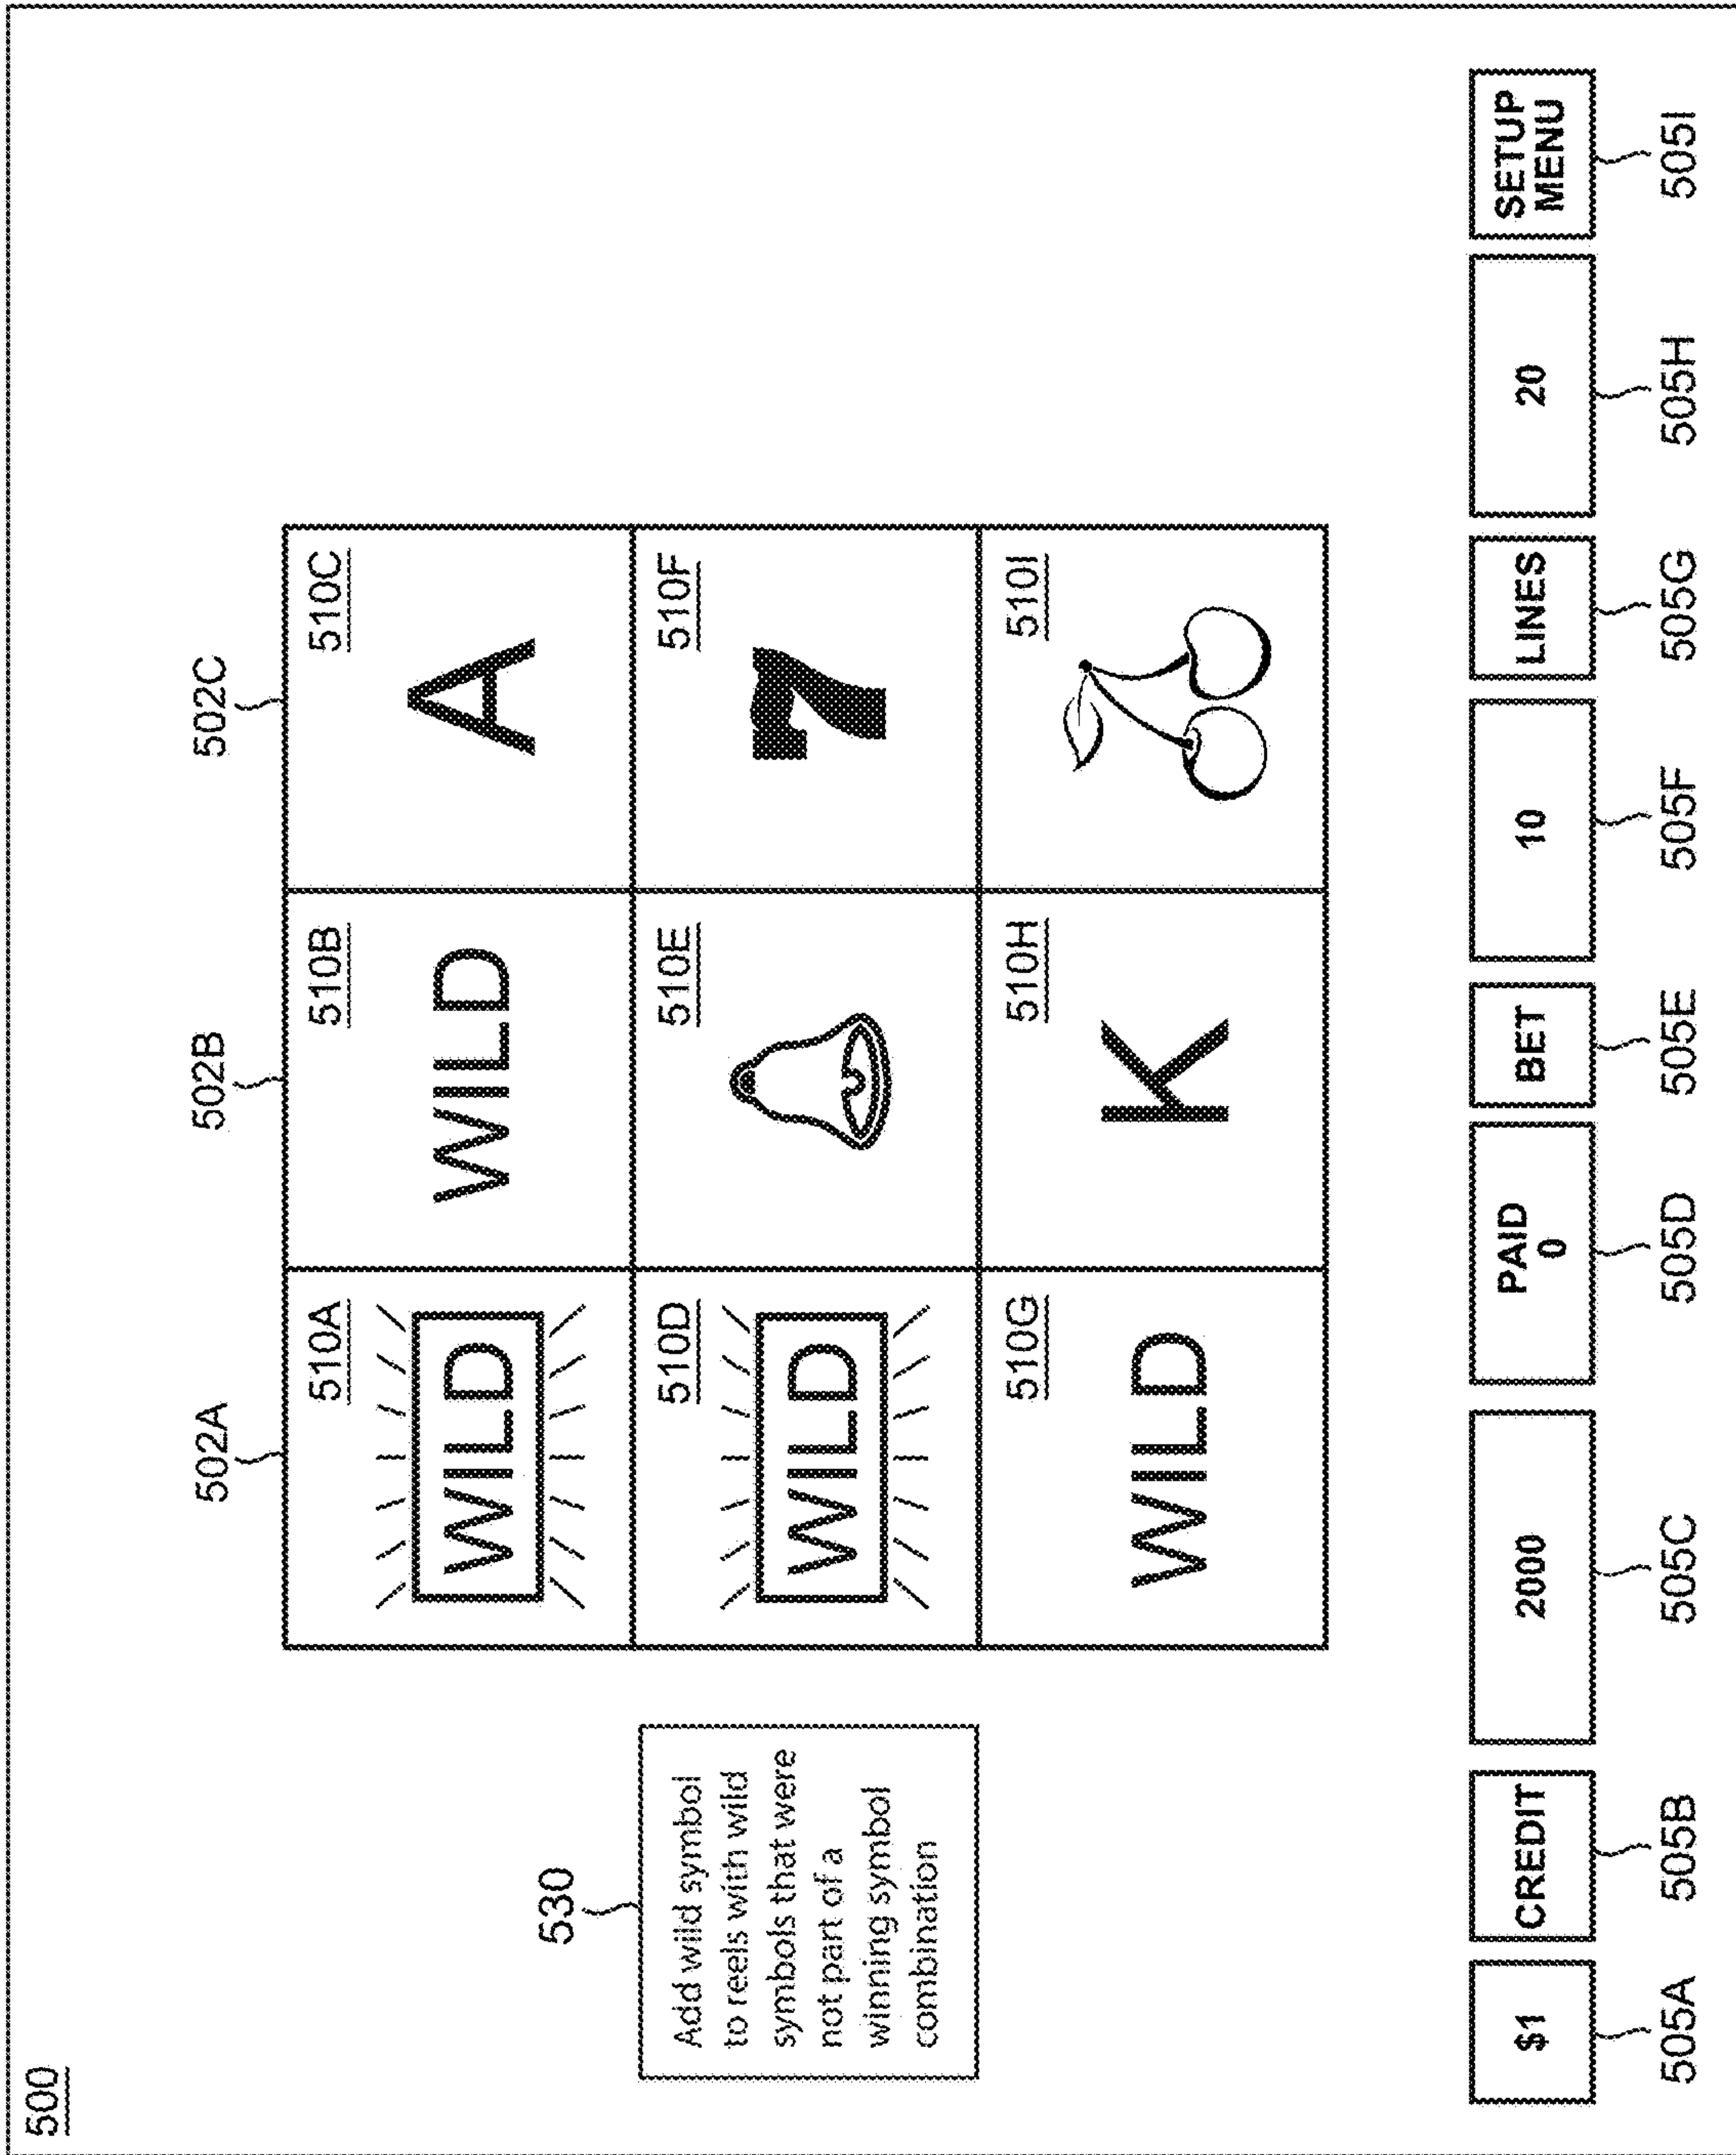 500
502A
502B
502C
510A
WILD
510B
WILD
510C
A
530
Add wild symbol
to reels with wild
symbols that were
not part of a
winning symbol
combination
510D
WILD
510E
510F
7
510G
WILD
510H
K
510I
$1
CREDIT
2000
PAID
0
BET
10
LINES
20
SETUP
MENU
505A
505B
505C
505D
505E
505F
505G
505H
505I